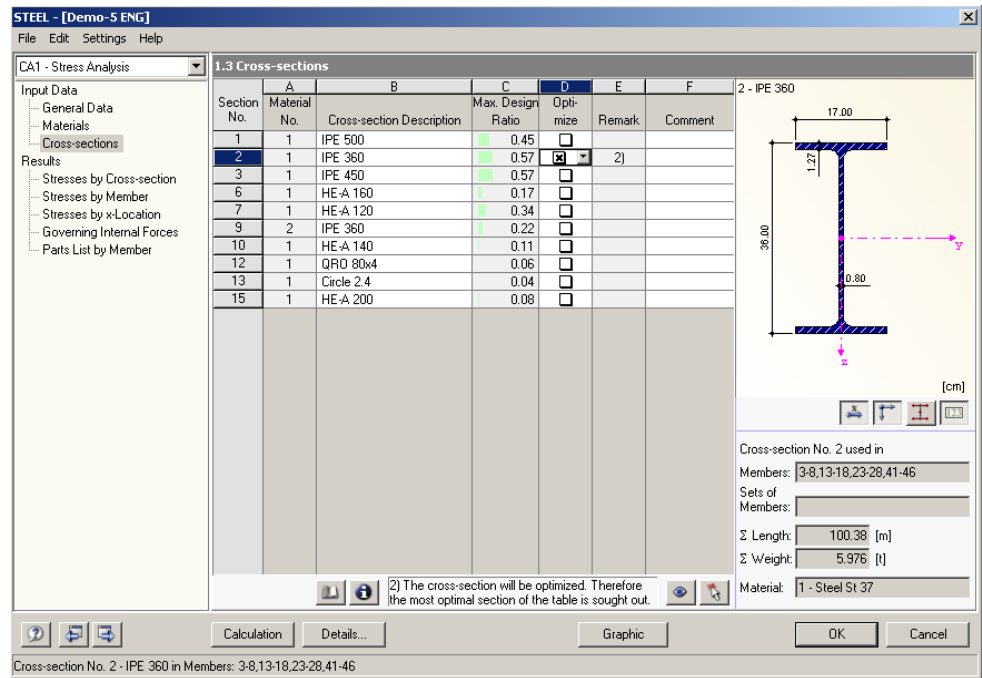 STEEL - [Demo-5 ENG]
File Edit Settings Help
CA1 - Stress Analysis
Input Data
General Data
Materials
Cross-sections
Results
Stresses by Cross-section
Stresses by Member
Stresses by x-Location
Governing Internal Forces
Parts List by Member
1.3 Cross-sections
A B C D E F
Section Material Max. Design Opti-
No. No. Cross-section Description Ratio mize Remark Comment
1 1 IPE 500 0.45
2 1 IPE 360 0.57 2)
3 1 IPE 450 0.57
6 1 HE-A 160 0.17
7 1 HE-A 120 0.34
9 2 IPE 360 0.22
10 1 HE-A 140 0.11
12 1 QRO 80x4 0.06
13 1 Circle 2.4 0.04
15 1 HE-A 200 0.08
2) The cross-section will be optimized. Therefore
the most optimal section of the table is sought out.
2 - IPE 360
17.00
1.27
36.00
y
0.80
z
[cm]
Cross-section No. 2 used in
Members: 3-8,13-18,23-28,41-46
Sets of
Members:
Σ Length: 100.38 [m]
Σ Weight: 5.976 [t]
Material: 1 - Steel St 37
Calculation Details... Graphic OK Cancel
Cross-section No. 2 - IPE 360 in Members: 3-8,13-18,23-28,41-46